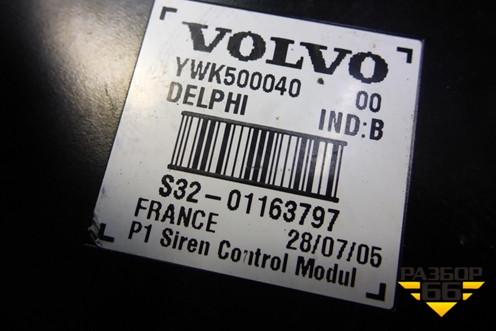 VOLVO
YWK500040 00
DELPHI IND:B
S32-01163797
FRANCE 28/07/05
P1 Siren Control Modul
РАЗБОР
66